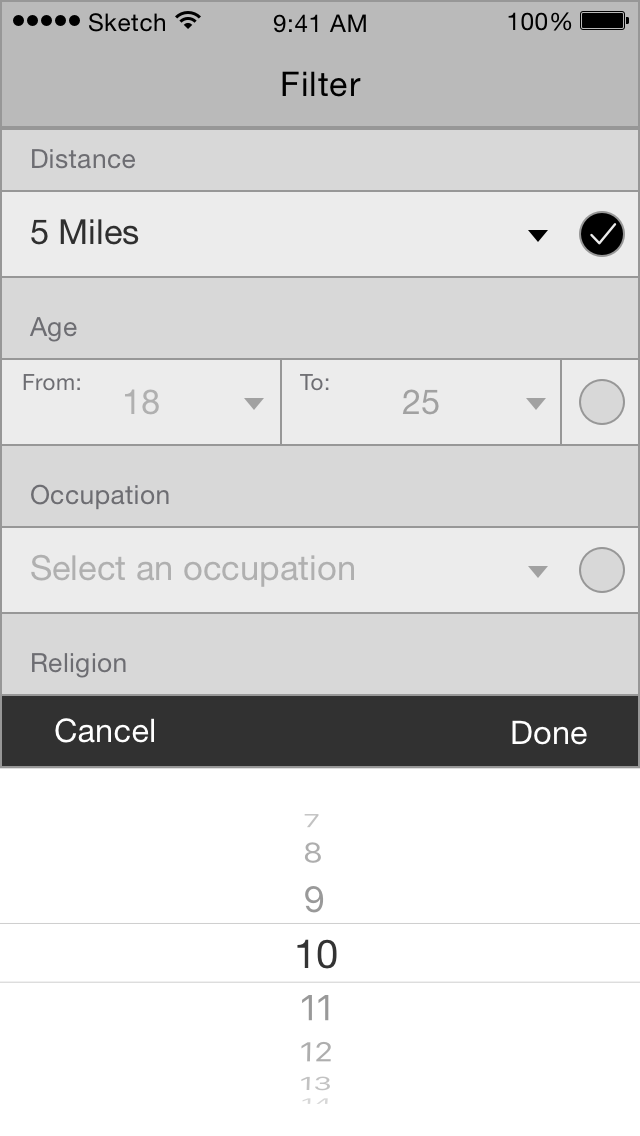 Sketch 9:41 AM 100%
Filter
Distance
5 Miles
Age
From: 18 To: 25
Occupation
Select an occupation
Religion
Cancel Done
7
8
9
10
11
12
13
14